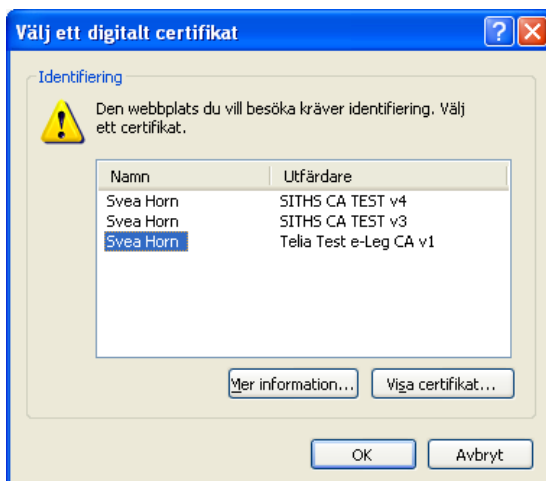 Välj ett digitalt certifikat
Identifiering
Den webbplats du vill besöka kräver identifiering. Välj
ett certifikat.
Namn Utfärdare
Svea Horn SITHS CA TEST v4
Svea Horn SITHS CA TEST v3
Svea Horn Telia Test e-Leg CA v1
Mer information... Visa certifikat...
OK Avbryt